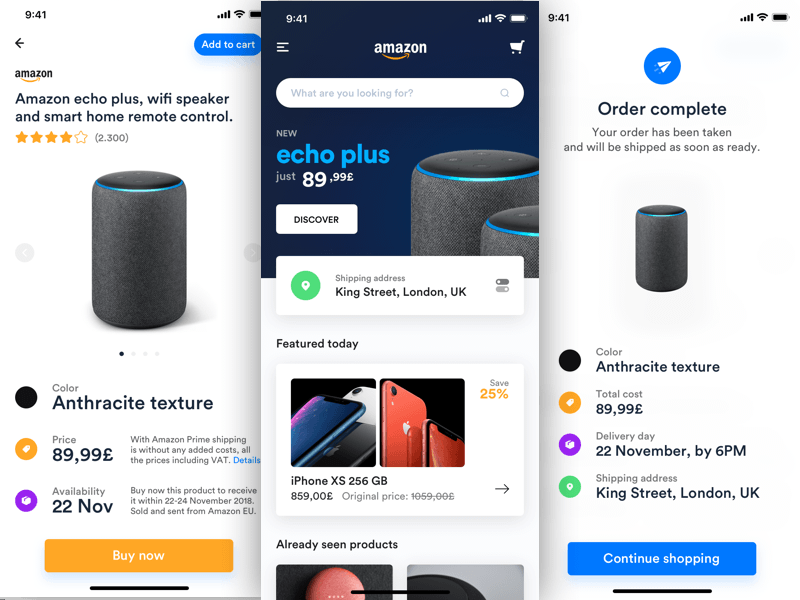 9:41
Add to cart
amazon
Amazon echo plus, wifi speaker
and smart home remote control.
(2.300)
Color
Anthracite texture
Price
89,99£
With Amazon Prime shipping
is without any added costs, all
the prices including VAT. Details
Availability
22 Nov
Buy now this product to receive
it within 22-24 November 2018.
Sold and sent from Amazon EU.
Buy now
9:41
amazon
What are you looking for?
NEW
echo plus
just 89,99£
DISCOVER
Shipping address
King Street, London, UK
Featured today
Save
25%
iPhone XS 256 GB
859,00£ Original price: 1059,00£
Already seen products
9:41
Order complete
Your order has been taken
and will be shipped as soon as ready.
Color
Anthracite texture
Total cost
89,99£
Delivery day
22 November, by 6PM
Shipping address
King Street, London, UK
Continue shopping